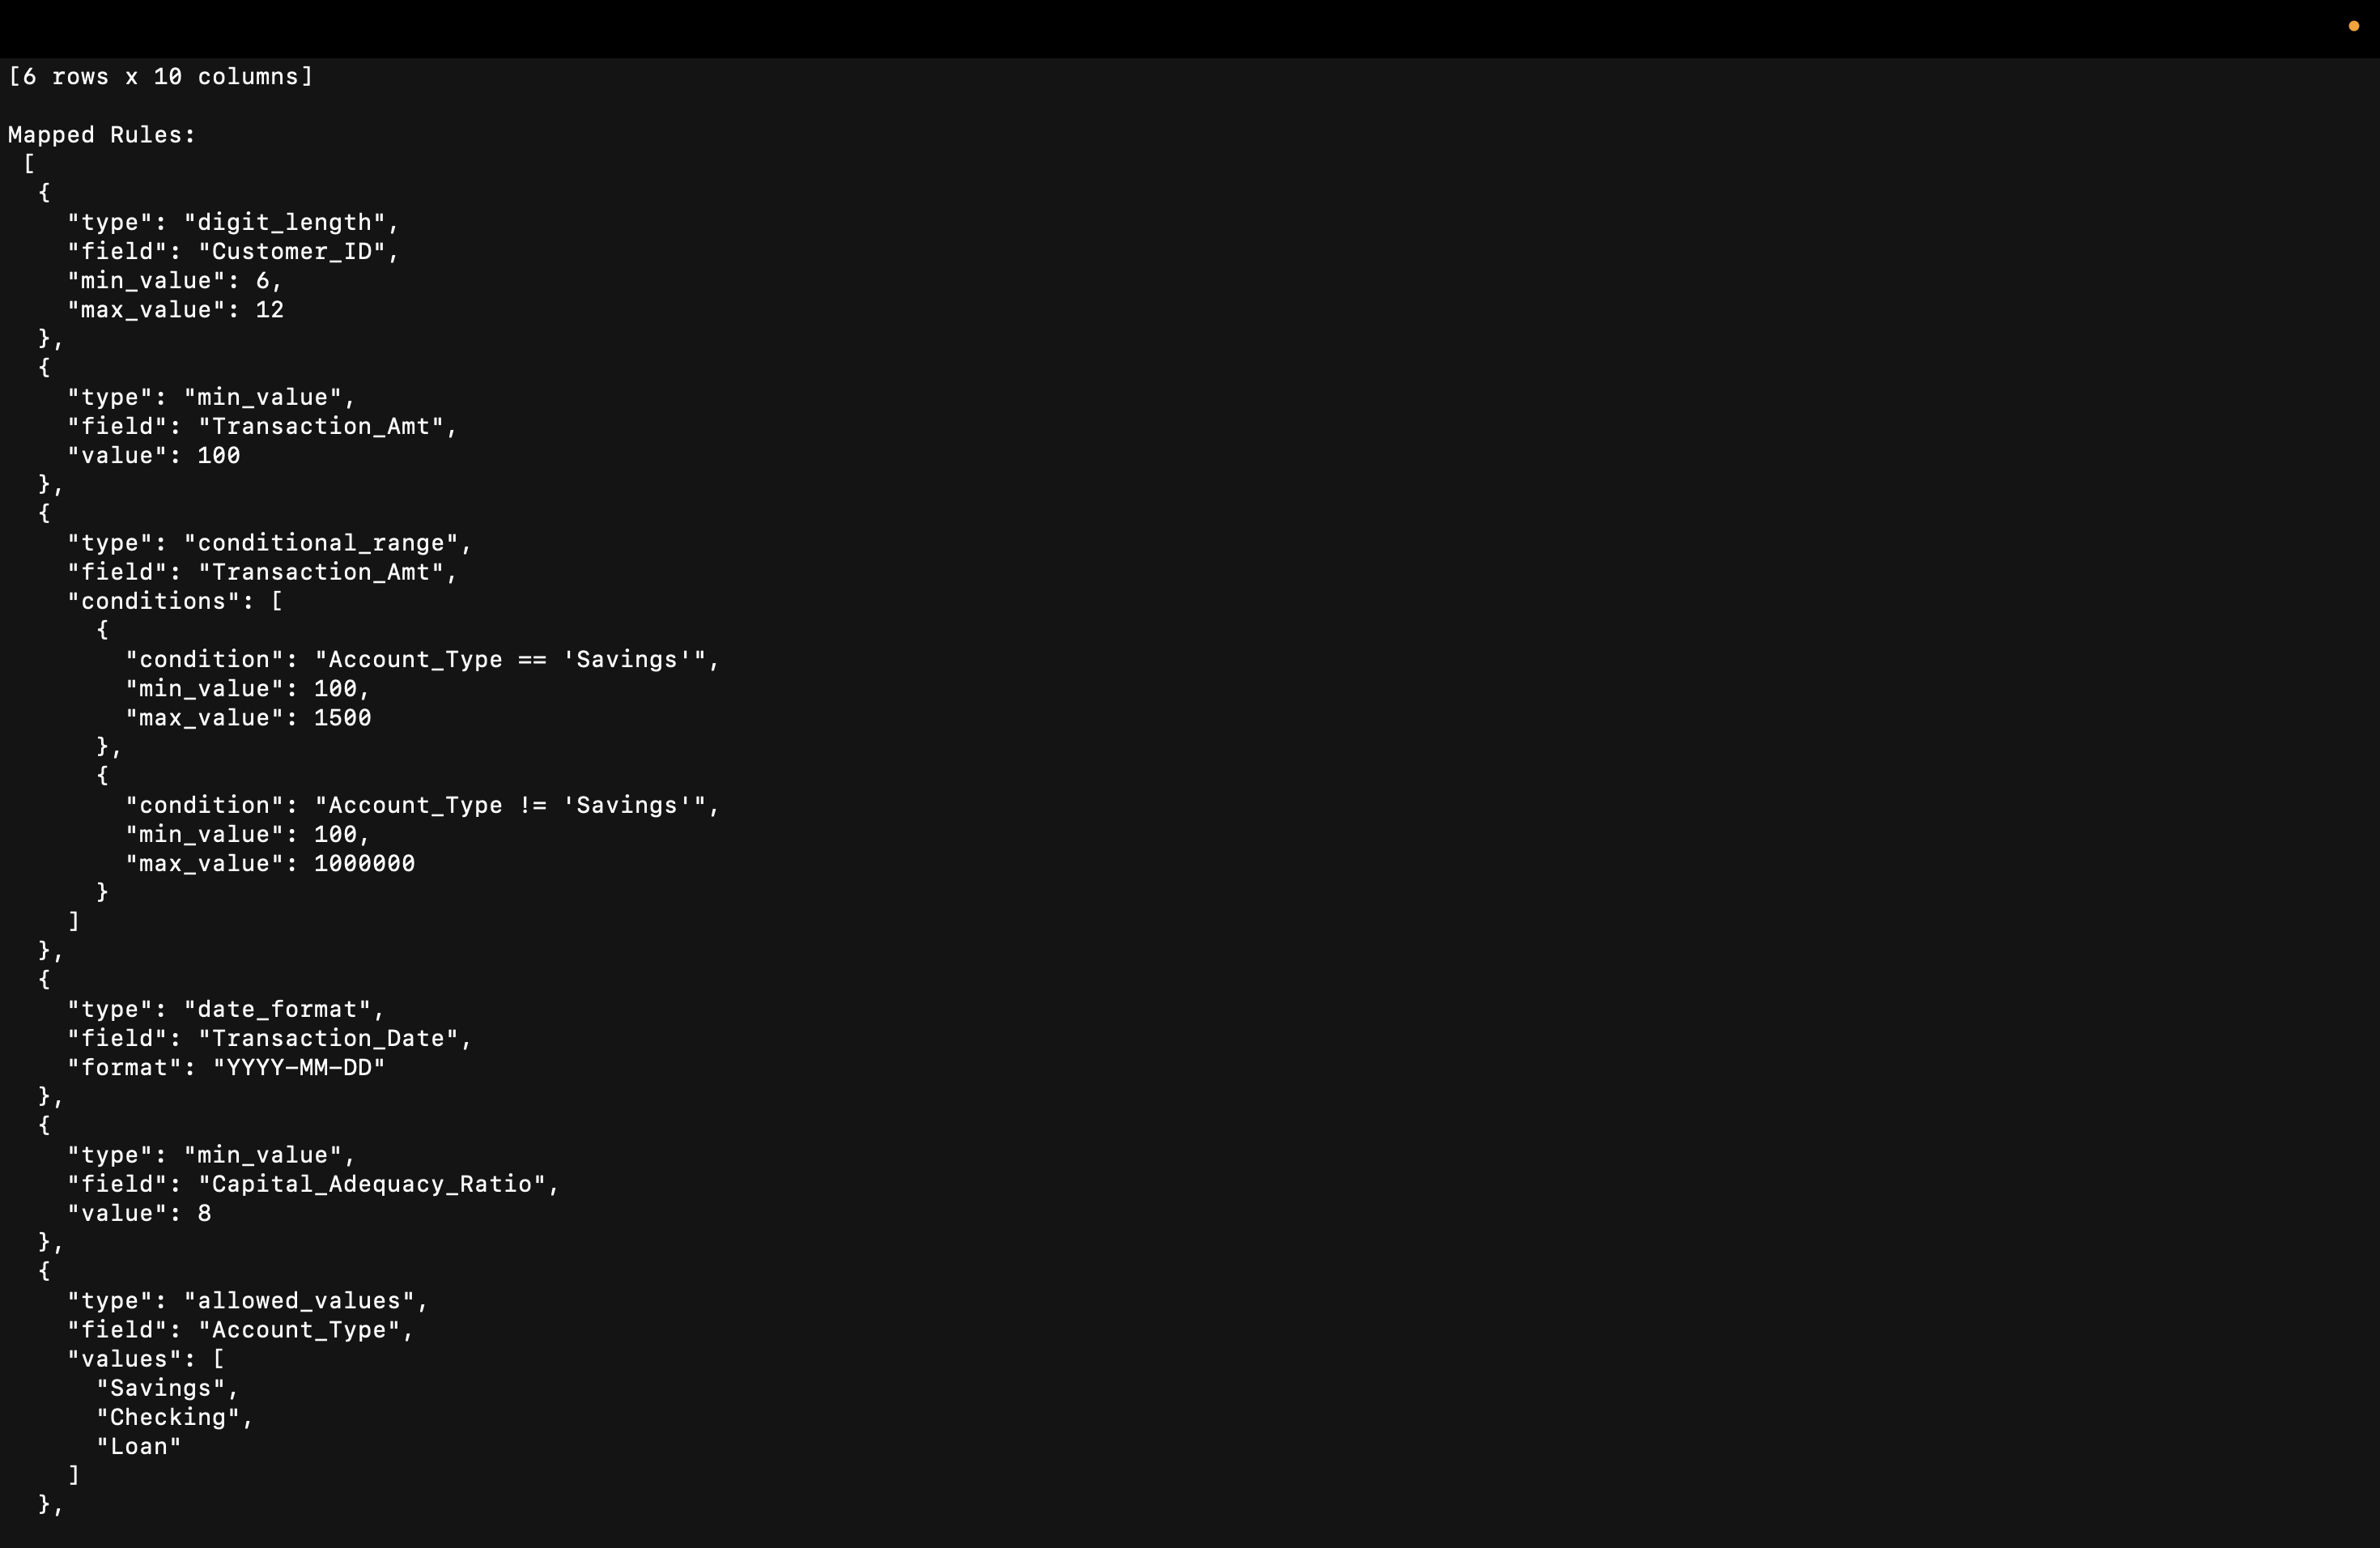 [6 rows x 10 columns]

Mapped Rules:
 [
  {
    "type": "digit_length",
    "field": "Customer_ID",
    "min_value": 6,
    "max_value": 12
  },
  {
    "type": "min_value",
    "field": "Transaction_Amt",
    "value": 100
  },
  {
    "type": "conditional_range",
    "field": "Transaction_Amt",
    "conditions": [
      {
        "condition": "Account_Type == 'Savings'",
        "min_value": 100,
        "max_value": 1500
      },
      {
        "condition": "Account_Type != 'Savings'",
        "min_value": 100,
        "max_value": 1000000
      }
    ]
  },
  {
    "type": "date_format",
    "field": "Transaction_Date",
    "format": "YYYY-MM-DD"
  },
  {
    "type": "min_value",
    "field": "Capital_Adequacy_Ratio",
    "value": 8
  },
  {
    "type": "allowed_values",
    "field": "Account_Type",
    "values": [
      "Savings",
      "Checking",
      "Loan"
    ]
  },